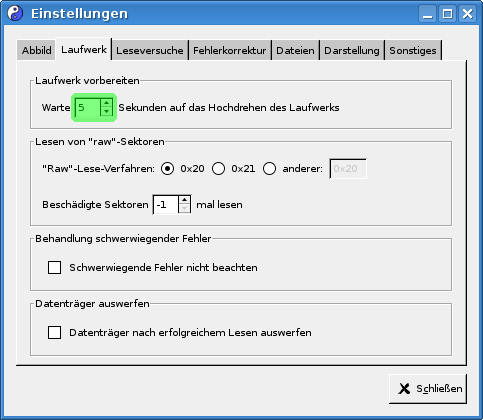 Einstellungen
Abbild Laufwerk Leseversuche Fehlerkorrektur Dateien Darstellung Sonstiges
Laufwerk vorbereiten
Warte 5 Sekunden auf das Hochdrehen des Laufwerks
Lesen von "raw"-Sektoren
"Raw"-Lese-Verfahren: 0x20 0x21 anderer: 0x20
Beschädigte Sektoren -1 mal lesen
Behandlung schwerwiegender Fehler
Schwerwiegende Fehler nicht beachten
Datenträger auswerfen
Datenträger nach erfolgreichem Lesen auswerfen
Schließen